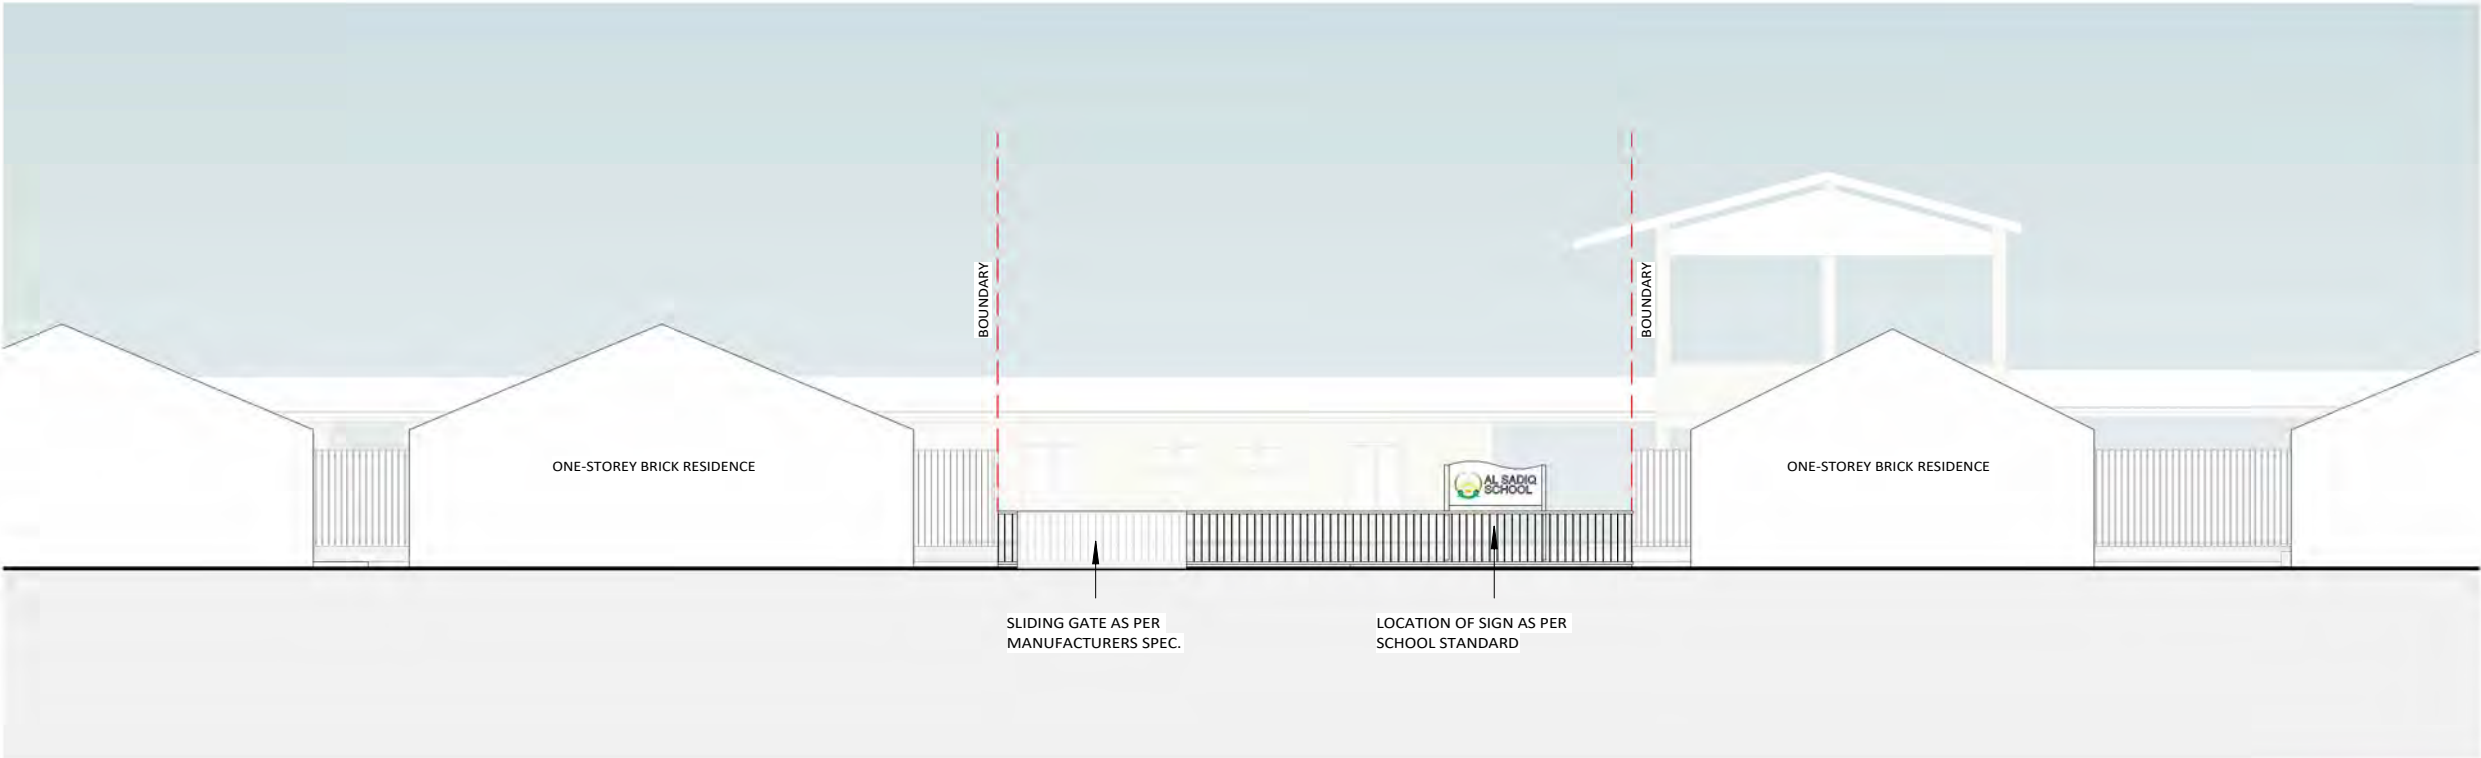 BOUNDARY
BOUNDARY
ONE-STOREY BRICK RESIDENCE
AL SADIQ
SCHOOL
ONE-STOREY BRICK RESIDENCE
SLIDING GATE AS PER
MANUFACTURERS SPEC.
LOCATION OF SIGN AS PER
SCHOOL STANDARD